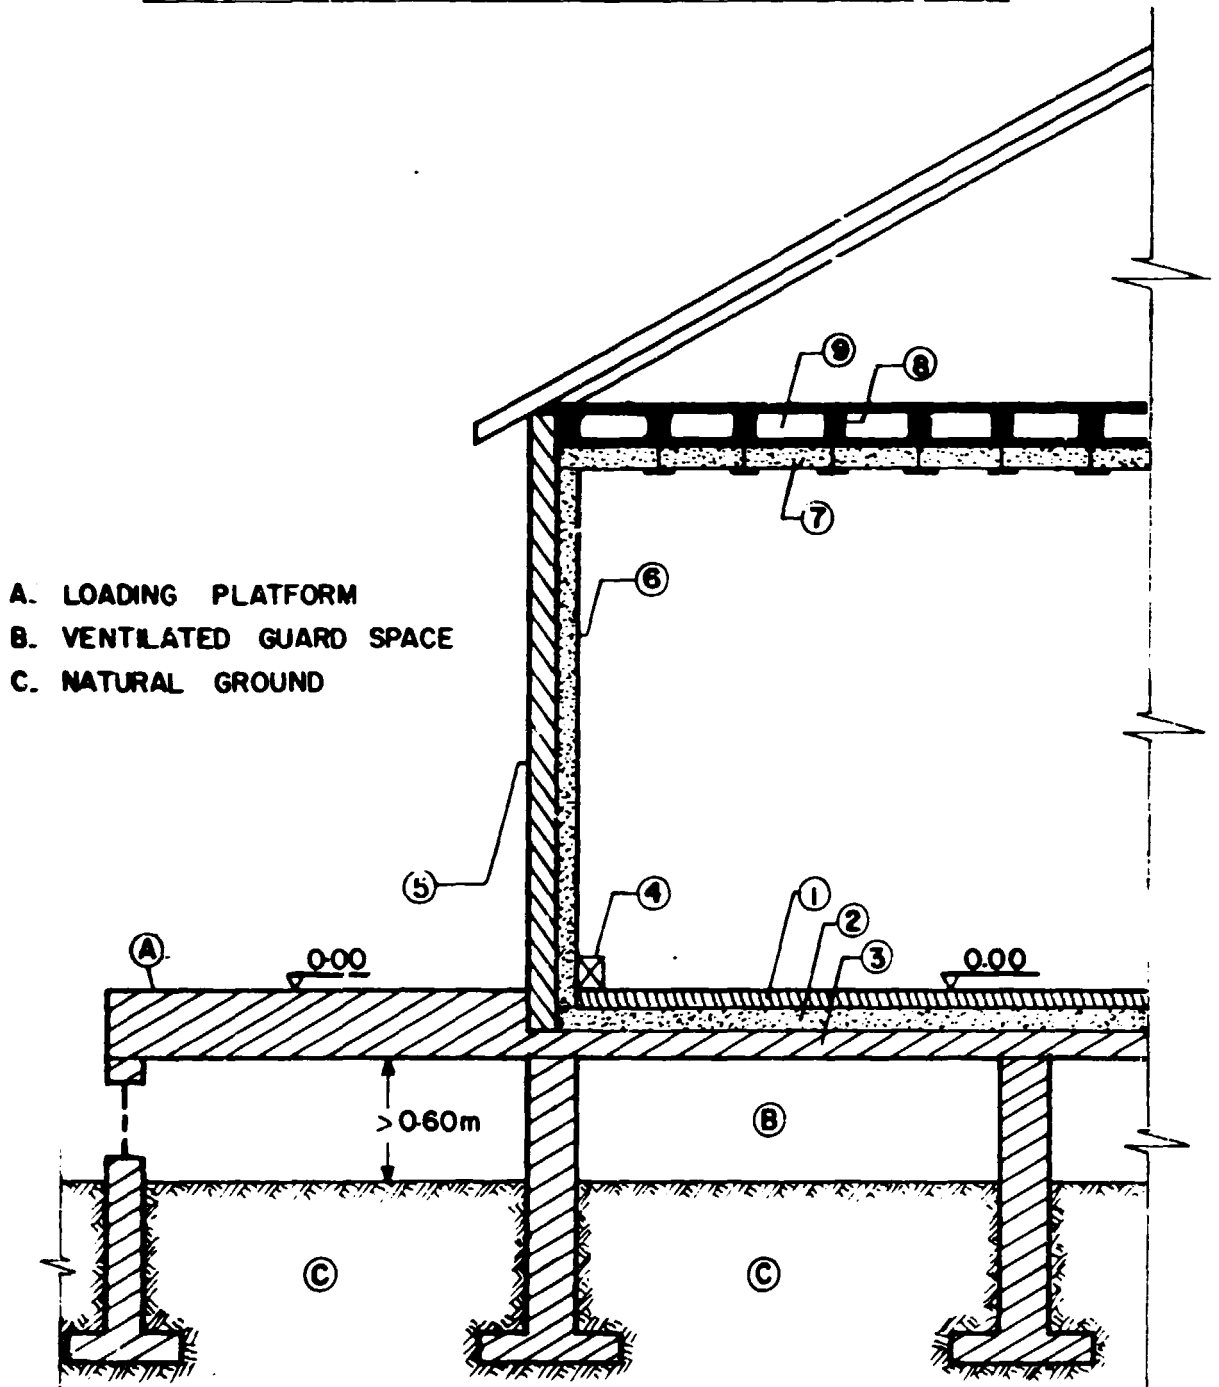 9
8
7
6
A. LOADING PLATFORM
B. VENTILATED GUARD SPACE
C. NATURAL GROUND
5
4
1
2
3
A
0.00
0.00
> 0.60m
B
C
C